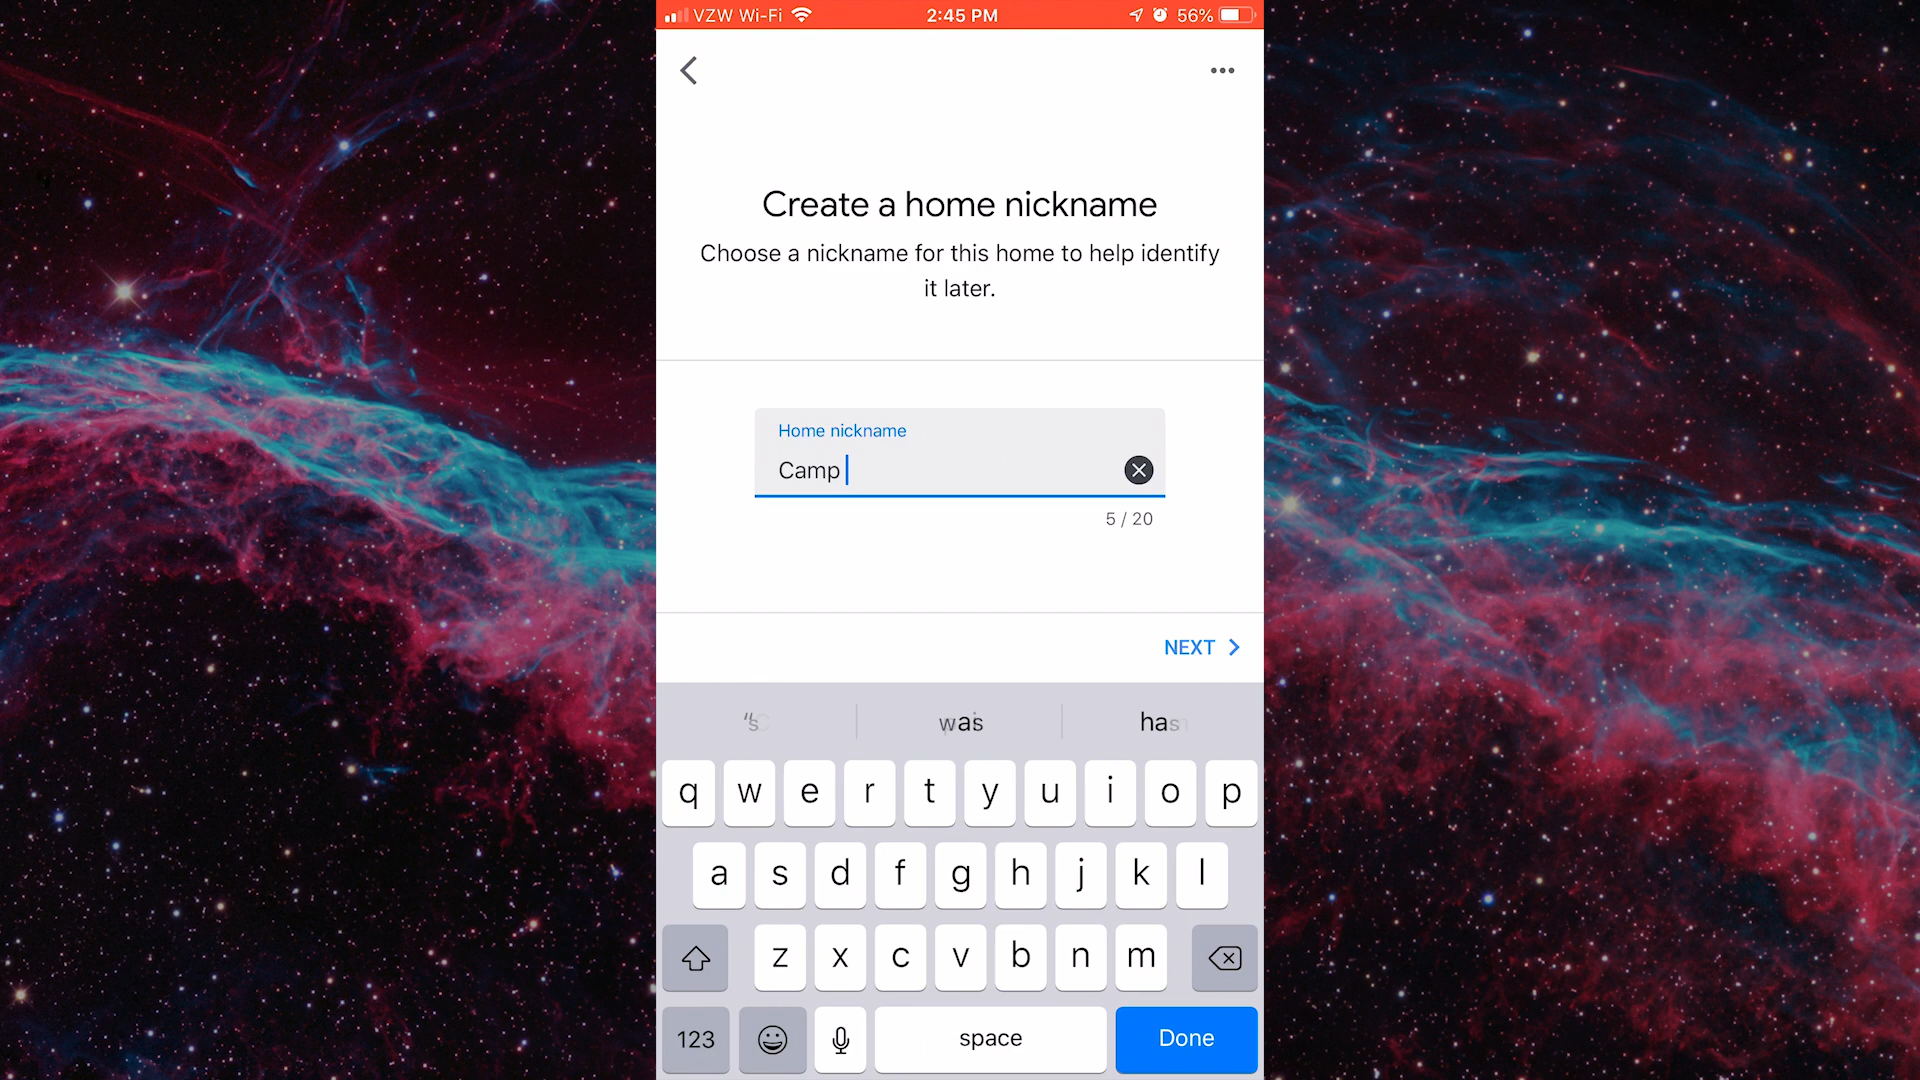 VZW Wi-Fi 2:45 PM 56%
Create a home nickname
Choose a nickname for this home to help identify
it later.
Home nickname
Camp
5 / 20
NEXT
was has
q w e r t y u i o p
a s d f g h j k l
z x c v b n m
123 space Done